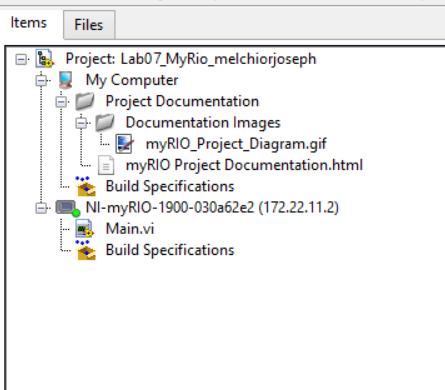 Items Files
Project: Lab07_MyRio_melchiorjoseph
My Computer
Project Documentation
Documentation Images
myRIO_Project_Diagram.gif
myRIO Project Documentation.html
Build Specifications
NI-myRIO-1900-030a62e2 (172.22.11.2)
Main.vi
Build Specifications